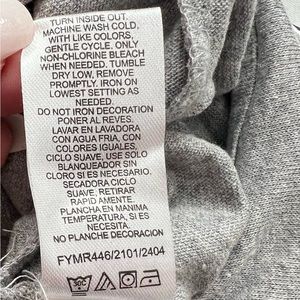 TURN INSIDE OUT.
MACHINE WASH COLD,
WITH LIKE COLORS,
GENTLE CYCLE, ONLY
NON-CHLORINE BLEACH
WHEN NEEDED. TUMBLE
DRY LOW, REMOVE
PROMPTLY. IRON ON
LOWEST SETTING AS
NEEDED.
DO NOT IRON DECORATION
PONER AL REVES.
LAVAR EN LAVADORA
CON AGUA FRIA, CON
COLORES IGUALES.
CICLO SUAVE, USE SOLO
BLANQUEADOR SIN
CLORO SI ES NECESARIO.
SECADORA CICLO
SUAVE, RETIRAR
RAPID AMENTE.
PLANCHA EN MANIMA
TEMPERATURA, SI ES
NECESITA.
NO PLANCHA DECORATION
FYMR446/2101/2404
30C